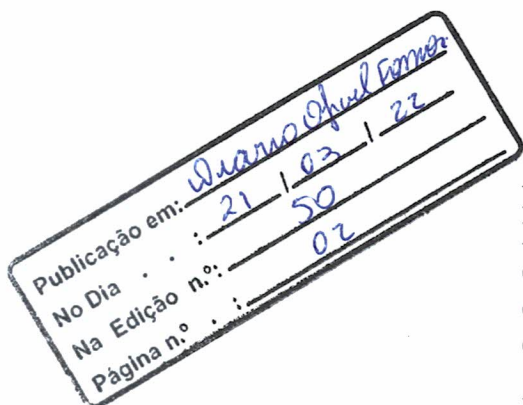 Publicação em: Diario Oficial
No Dia . . : 21 / 03 / 22
Na Edição n.º: 50
Página n.º . : 02